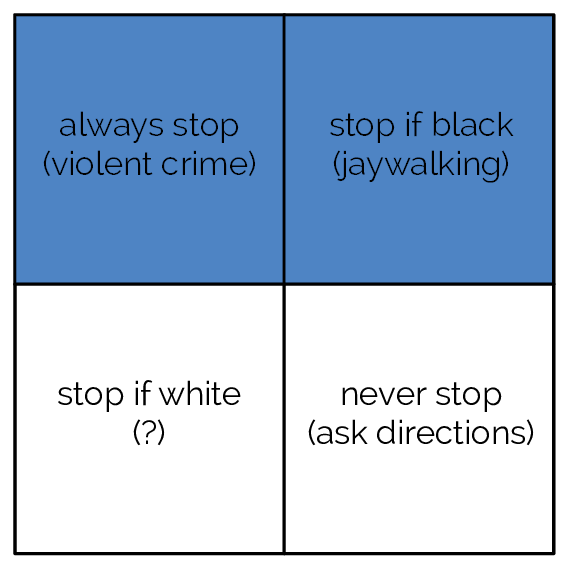 always stop
(violent crime)
stop if black
(jaywalking)
stop if white
(?)
never stop
(ask directions)